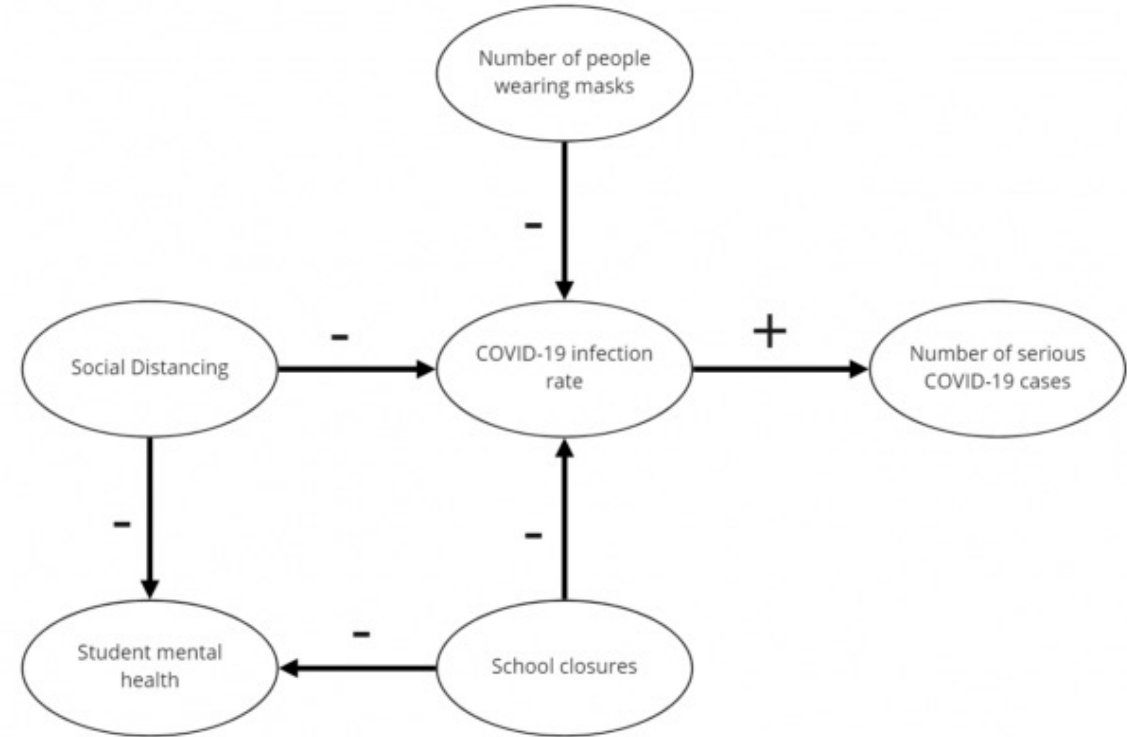 Number of people
wearing masks
-
Social Distancing
-
COVID-19 infection
rate
+
Number of serious
COVID-19 cases
-
-
Student mental
health
-
School closures